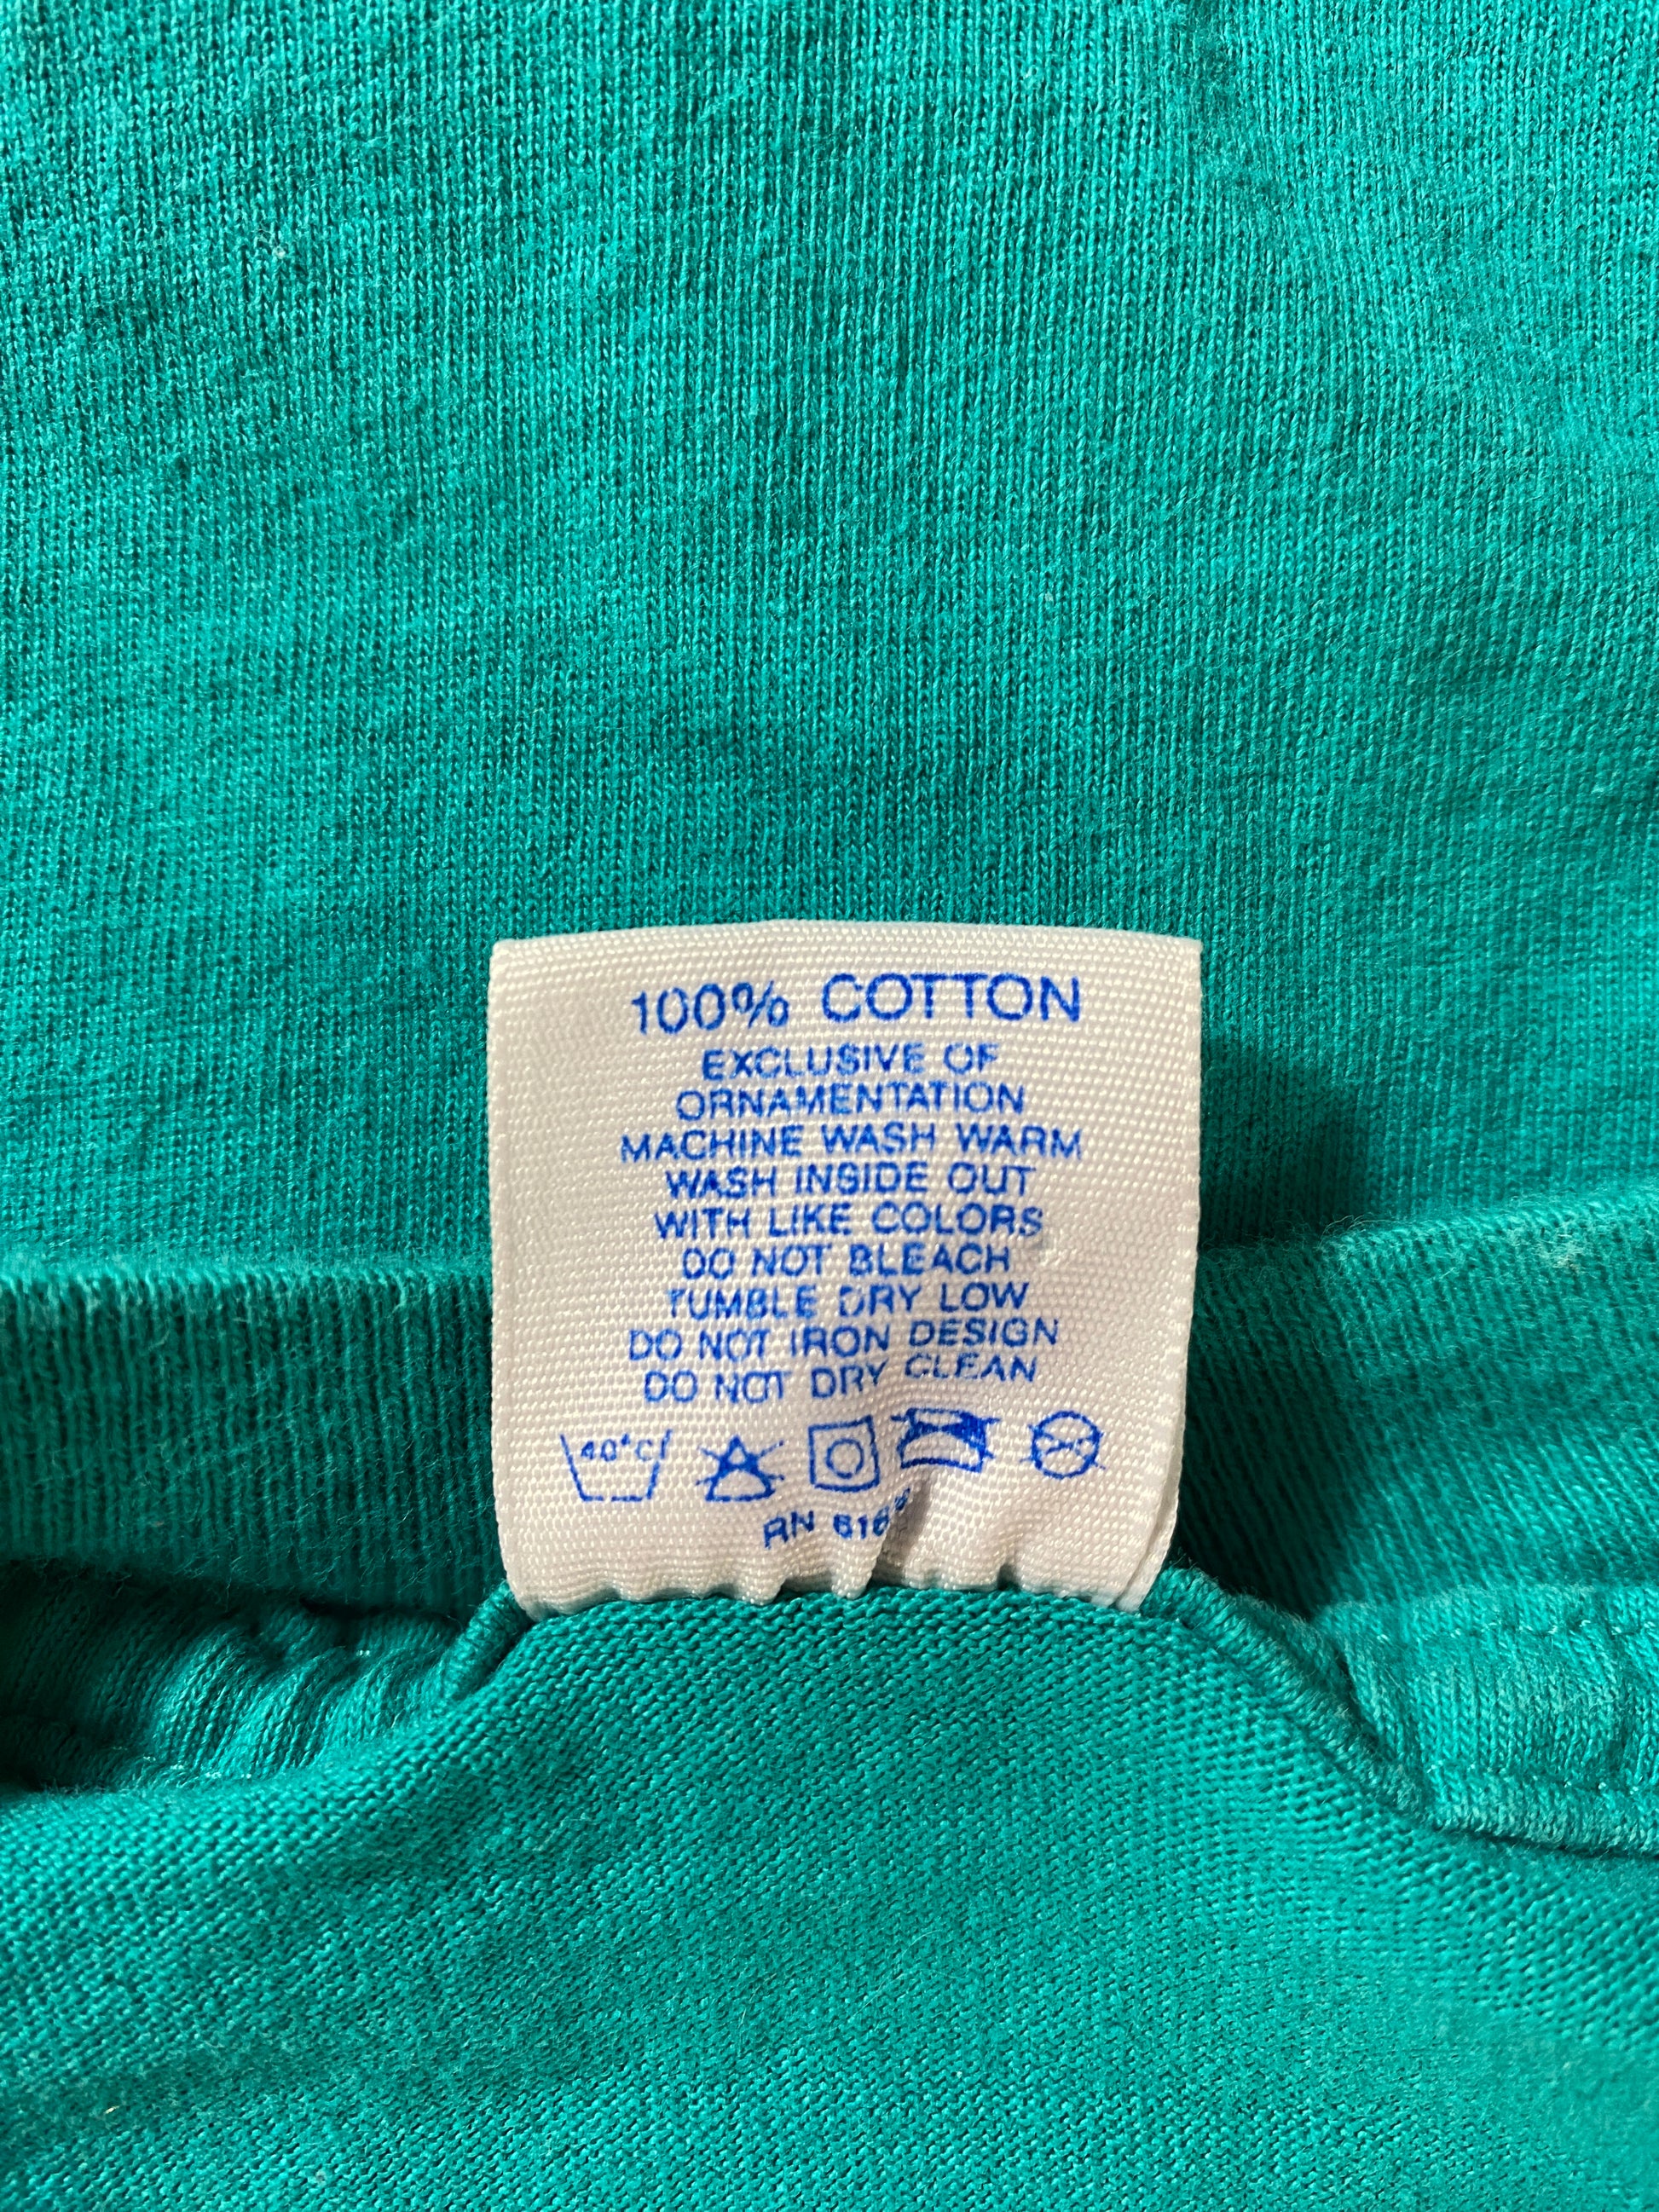 100% COTTON
EXCLUSIVE OF
ORNAMENTATION
MACHINE WASH WARM
WASH INSIDE OUT
WITH LIKE COLORS
DO NOT BLEACH
TUMBLE DRY LOW
DO NOT IRON DESIGN
DO NOT DRY CLEAN
40°C
RN